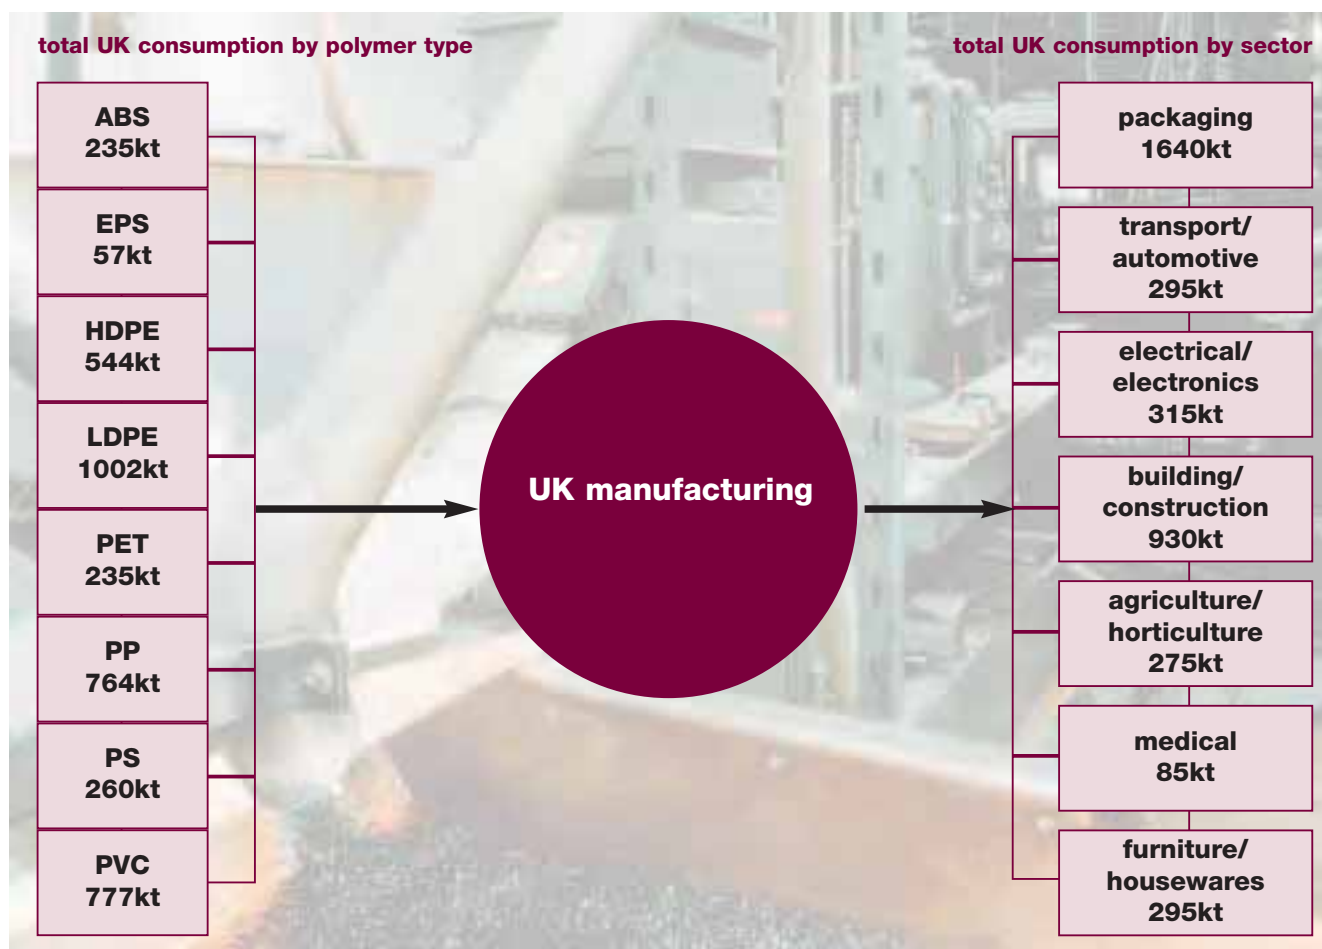 total UK consumption by polymer type
ABS
235kt
EPS
57kt
HDPE
544kt
LDPE
1002kt
PET
235kt
PP
764kt
PS
260kt
PVC
777kt
UK manufacturing
total UK consumption by sector
packaging
1640kt
transport/
automotive
295kt
electrical/
electronics
315kt
building/
construction
930kt
agriculture/
horticulture
275kt
medical
85kt
furniture/
housewares
295kt